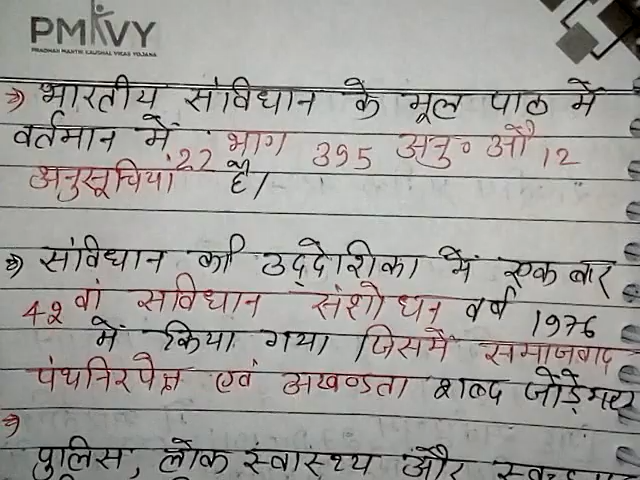 PMKVY
PRADHAN MANTRI KAUSHAL VIKAS YOJANA
⇒ भारतीय संविधान के मूल पाठ में
वर्तमान में 22 भाग 395 अनु० औ 12
अनुसूचियां है।
⇒ संविधान की उद्देशिका में एक बार
42 वां सविधान संशोधन वर्ष 1976
में किया गया जिसमें समाजवाद
पंथनिरपेक्ष एवं अखण्डता शब्द जोड़े गए
⇒
पुलिस, लोक स्वास्थ्य और